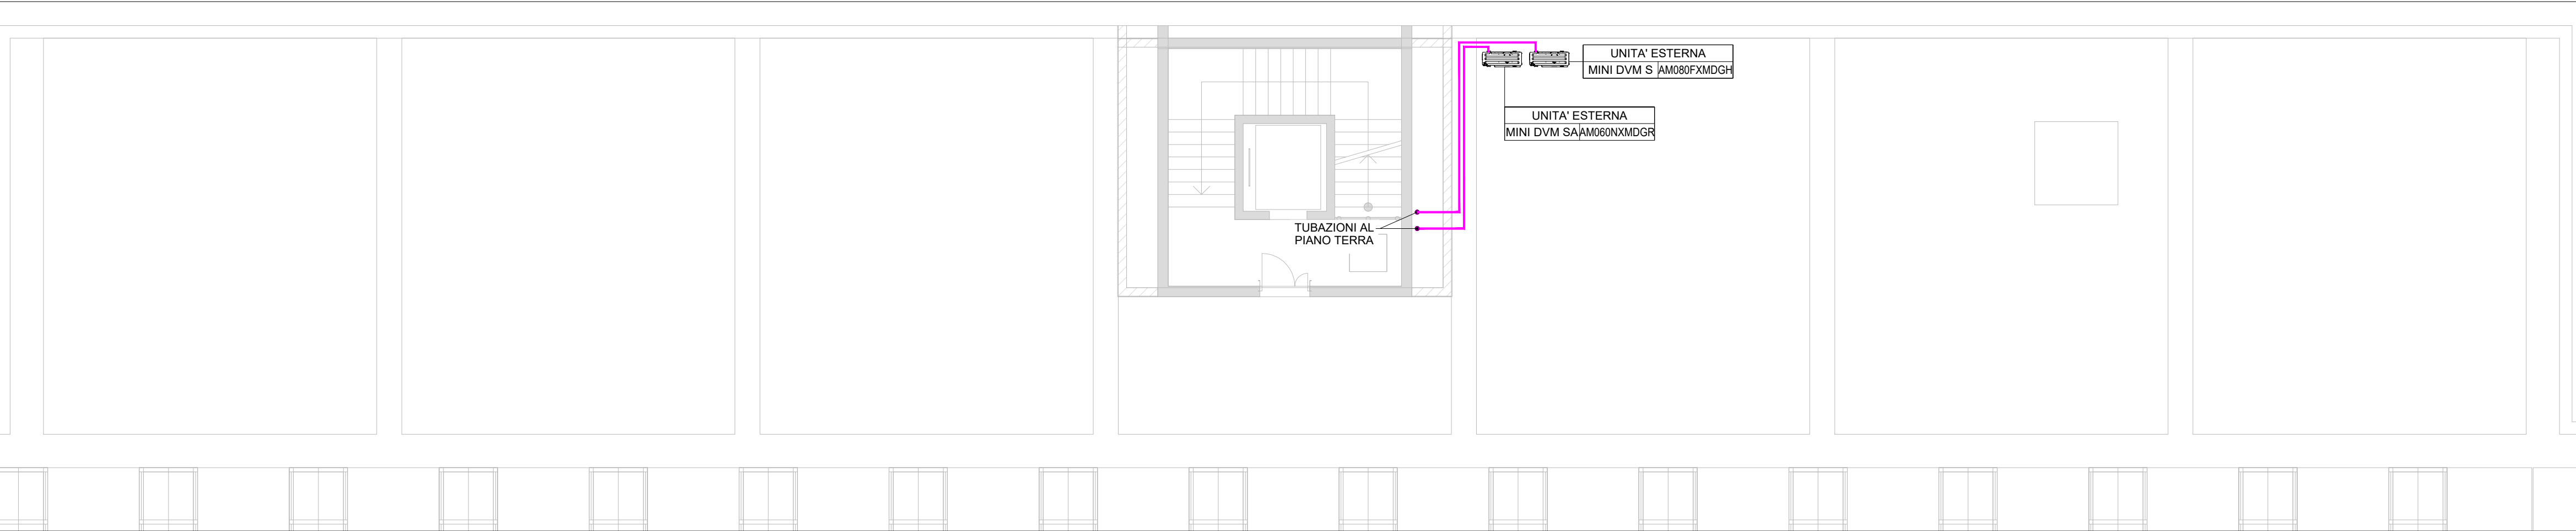 UNITA' ESTERNA
MINI DVM S AM080FXMDGH
UNITA' ESTERNA
MINI DVM SA AM060NXMDGR
TUBAZIONI AL
PIANO TERRA